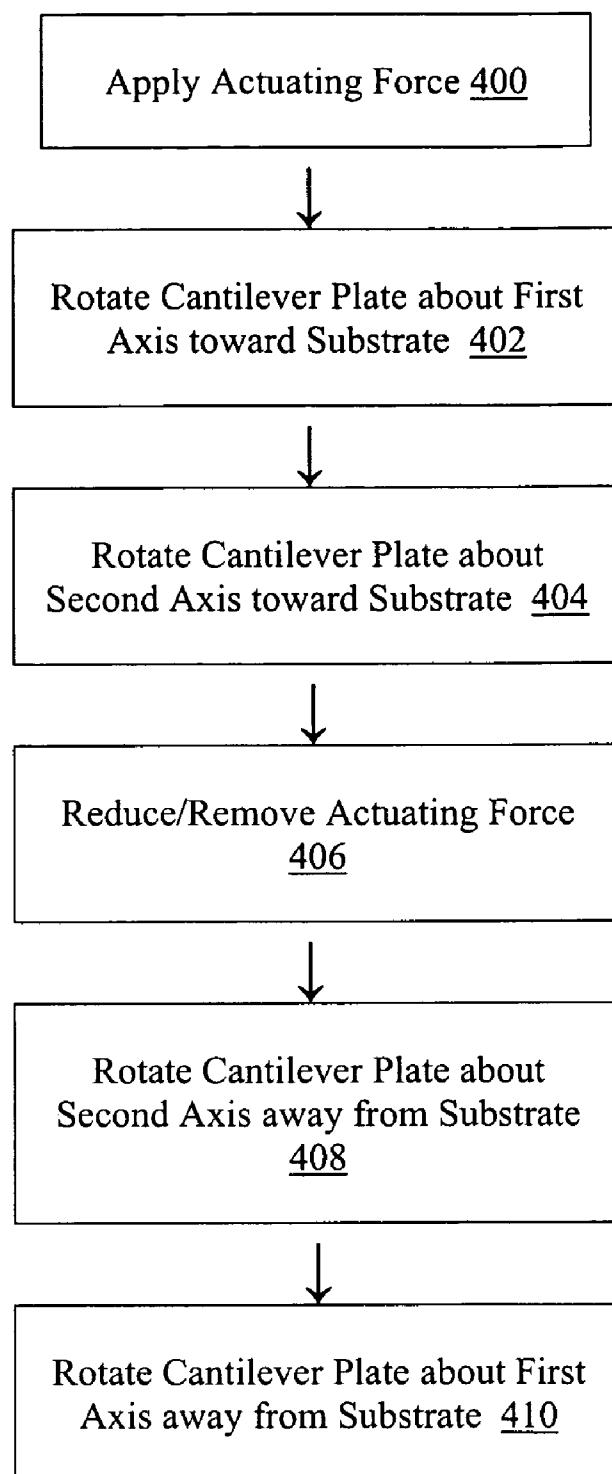 Apply Actuating Force 400
Rotate Cantilever Plate about First
Axis toward Substrate 402
Rotate Cantilever Plate about
Second Axis toward Substrate 404
Reduce/Remove Actuating Force
406
Rotate Cantilever Plate about
Second Axis away from Substrate
408
Rotate Cantilever Plate about First
Axis away from Substrate 410